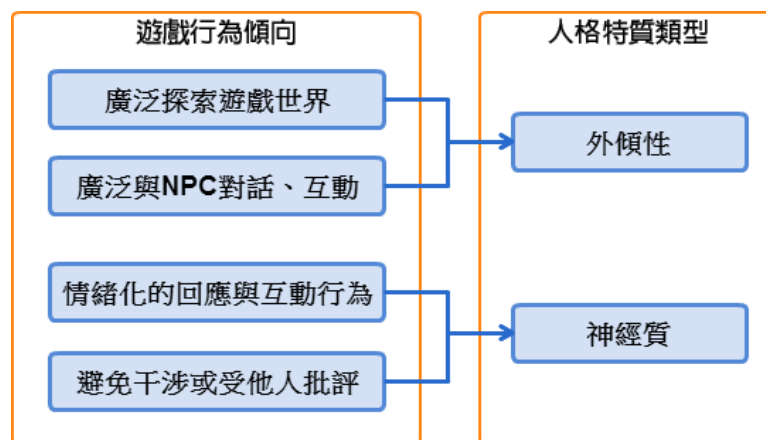 遊戲行為傾向
人格特質類型
廣泛探索遊戲世界
廣泛與NPC對話、互動
外傾性
情緒化的回應與互動行為
避免干涉或受他人批評
神經質